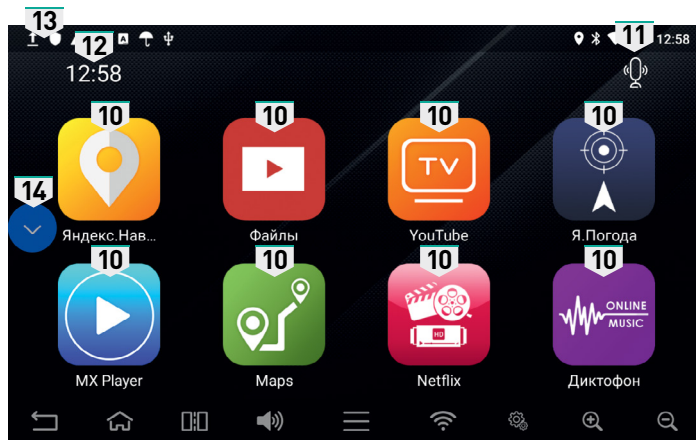 13
12
A
11
12:58
12:58
10 10 10 10
TV
14
Яндекс.Нав... Файлы YouTube Я.Погода
10 10 10 10
HD
ONLINE
MUSIC
MX Player Maps Netflix Диктофон